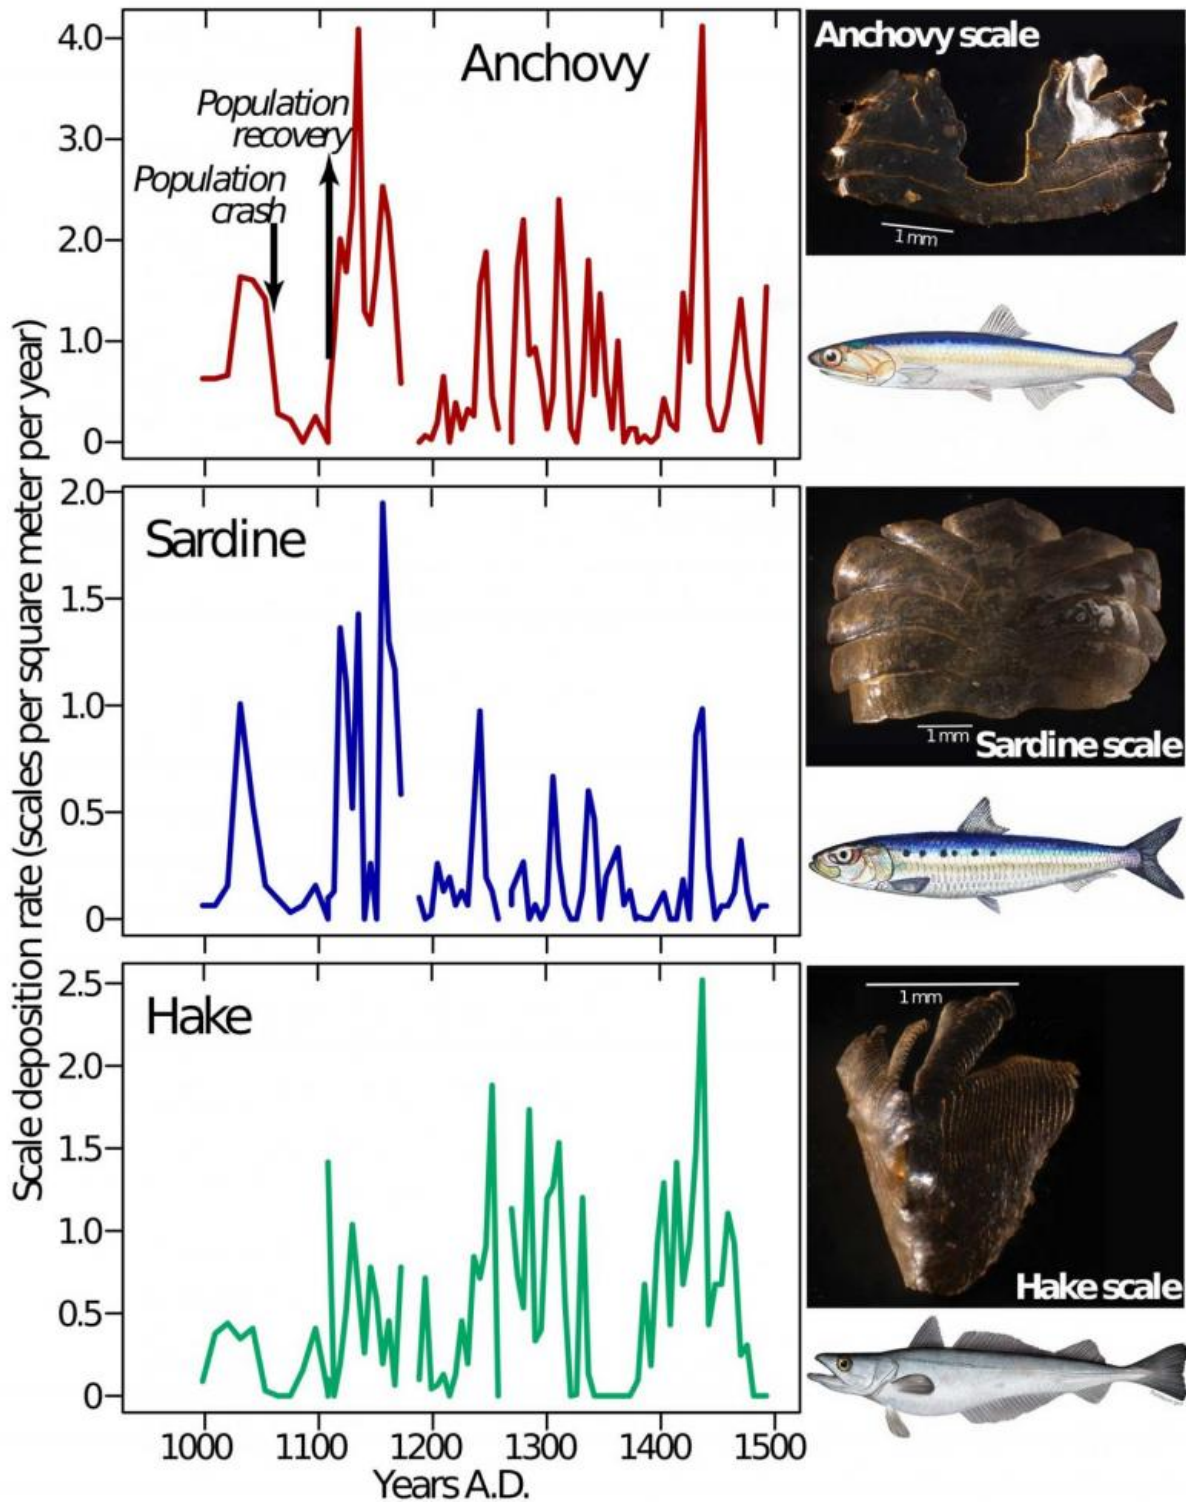 Scale deposition rate (scales per square meter per year)
Anchovy
4.0
3.0
2.0
1.0
0
Population
recovery
Population
crash
Anchovy scale
1 mm
Sardine
2.0
1.5
1.0
0.5
0
1 mm
Sardine scale
Hake
2.5
2.0
1.5
1.0
0.5
0
1 mm
Hake scale
1000 1100 1200 1300 1400 1500
Years A.D.